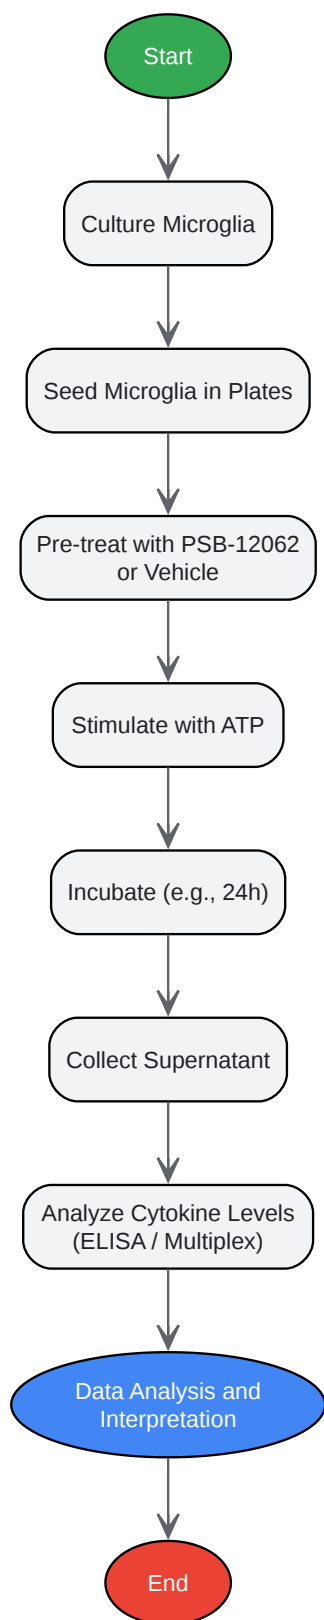 Start
Culture Microglia
Seed Microglia in Plates
Pre-treat with PSB-12062
or Vehicle
Stimulate with ATP
Incubate (e.g., 24h)
Collect Supernatant
Analyze Cytokine Levels
(ELISA / Multiplex)
Data Analysis and
Interpretation
End